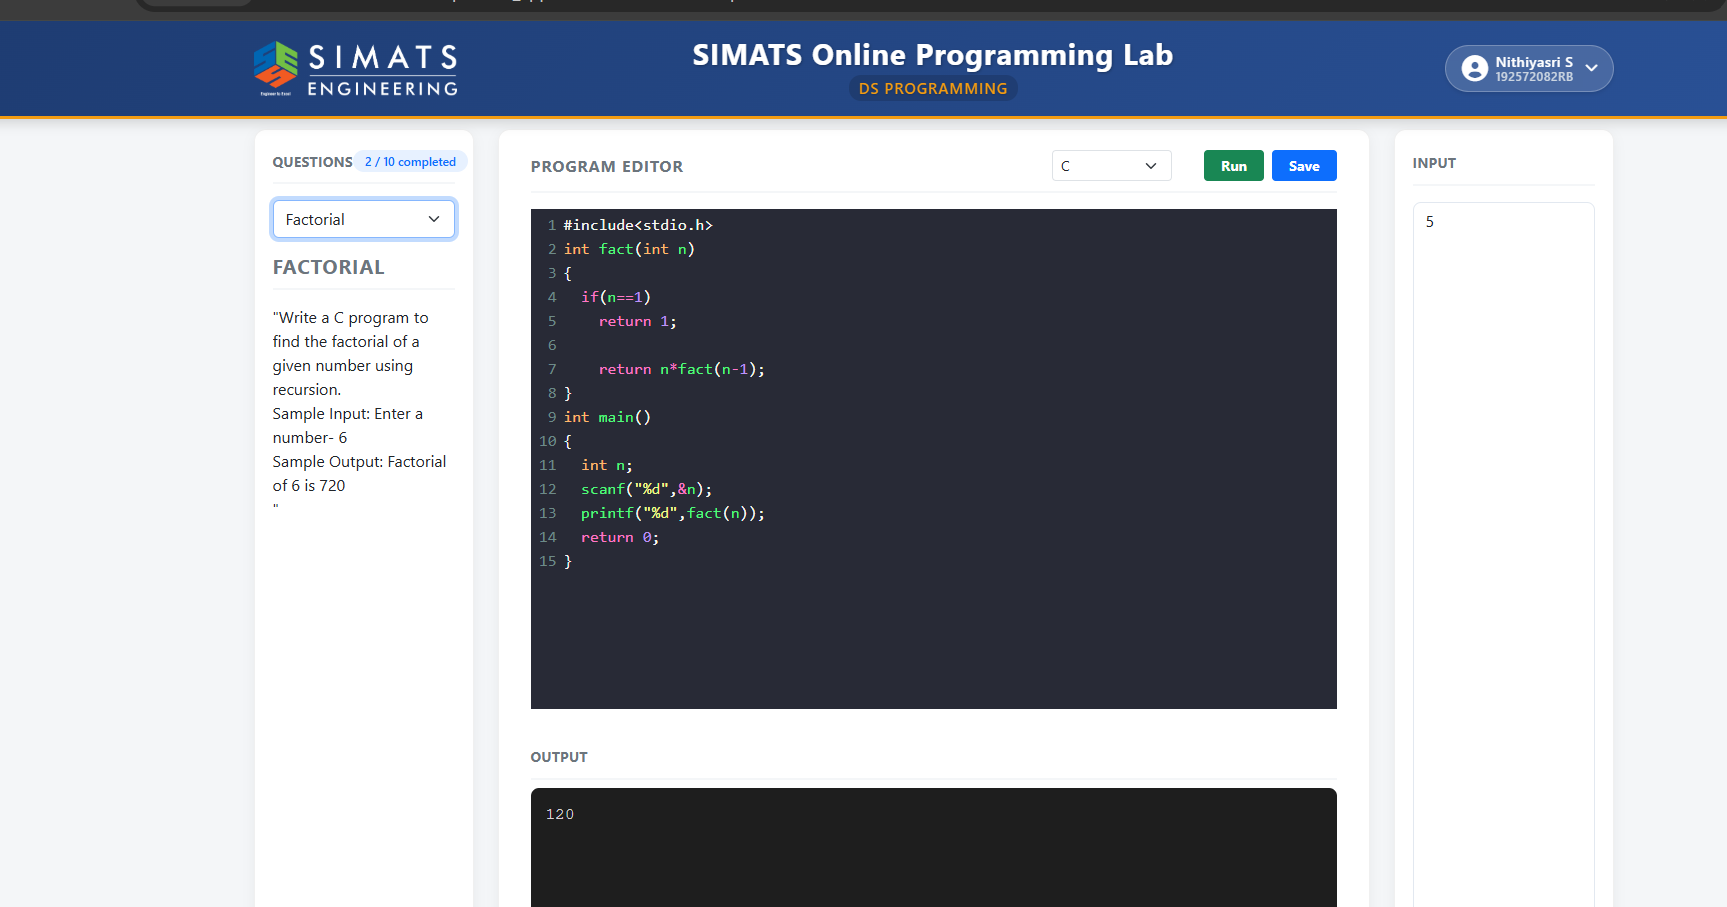 SIMATS
ENGINEERING
Engineer to Excel
SIMATS Online Programming Lab
DS PROGRAMMING
Nithiyasri S
192572082RB
QUESTIONS
2 / 10 completed
Factorial
FACTORIAL
"Write a C program to
find the factorial of a
given number using
recursion.
Sample Input: Enter a
number- 6
Sample Output: Factorial
of 6 is 720
"
PROGRAM EDITOR
C
Run
Save
1 #include<stdio.h>
2 int fact(int n)
3 {
4   if(n==1)
5     return 1;
6
7     return n*fact(n-1);
8 }
9 int main()
10 {
11   int n;
12   scanf("%d",&n);
13   printf("%d",fact(n));
14   return 0;
15 }
OUTPUT
120
INPUT
5